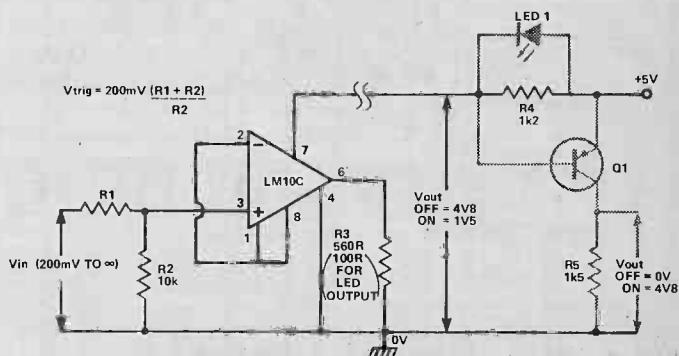 LED 1
Vtrig = 200mV (R1 + R2)
R2
+5V
R4
1k2
2
7
LM10C
6
4
Q1
R1
3
1
8
Vout
OFF = 4V8
ON = 1V5
R3
560R
100R
FOR
LED
OUTPUT
Vin (200mV TO ∞)
R2
10k
R5
1k5
Vout
OFF = 0V
ON = 4V8
0V